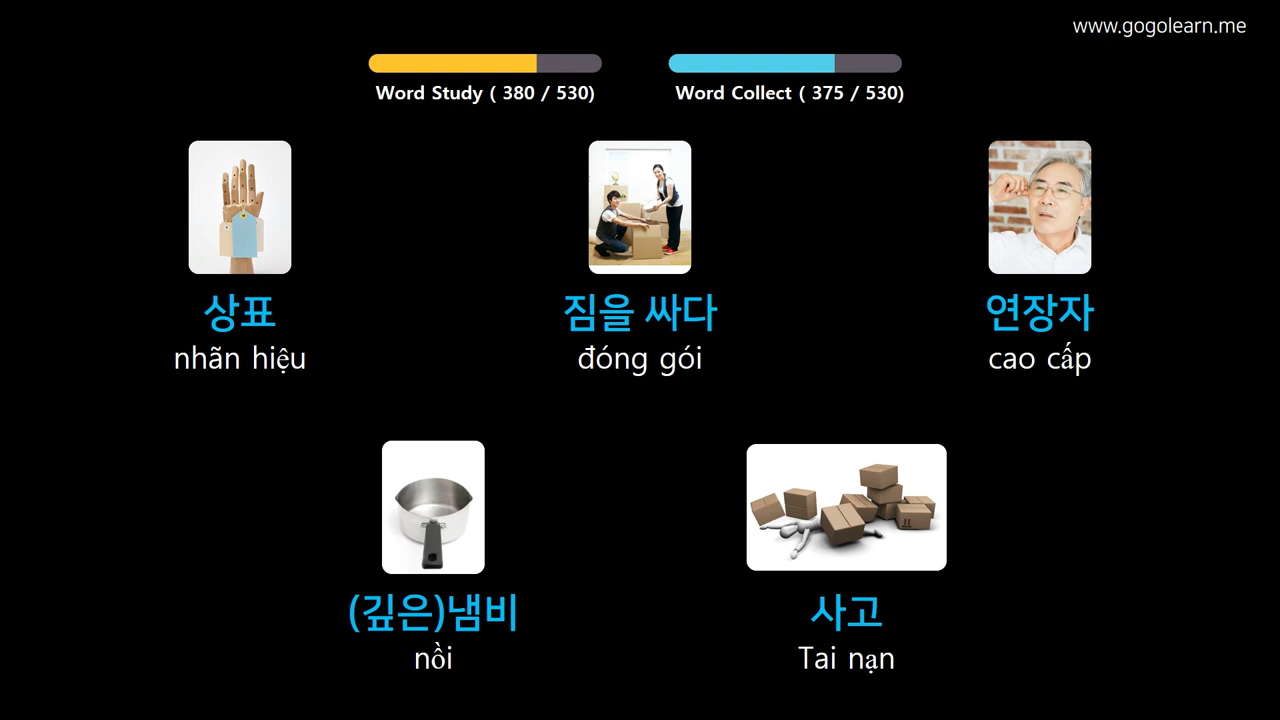 www.gogolearn.me
Word Study ( 380 / 530)
Word Collect ( 375 / 530)
상표
nhãn hiệu
짐을 싸다
đóng gói
연장자
cao cấp
(깊은)냄비
nồi
사고
Tai nạn